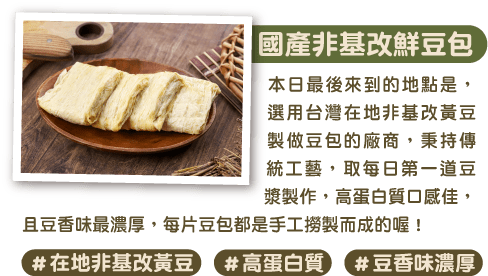 國產非基改鮮豆包
本日最後來到的地點是，
選用台灣在地非基改黃豆
製做豆包的廠商，秉持傳
統工藝，取每日第一道豆
漿製作，高蛋白質口感佳，
且豆香味最濃厚，每片豆包都是手工撈製而成的喔！
#在地非基改黃豆 #高蛋白質 #豆香味濃厚